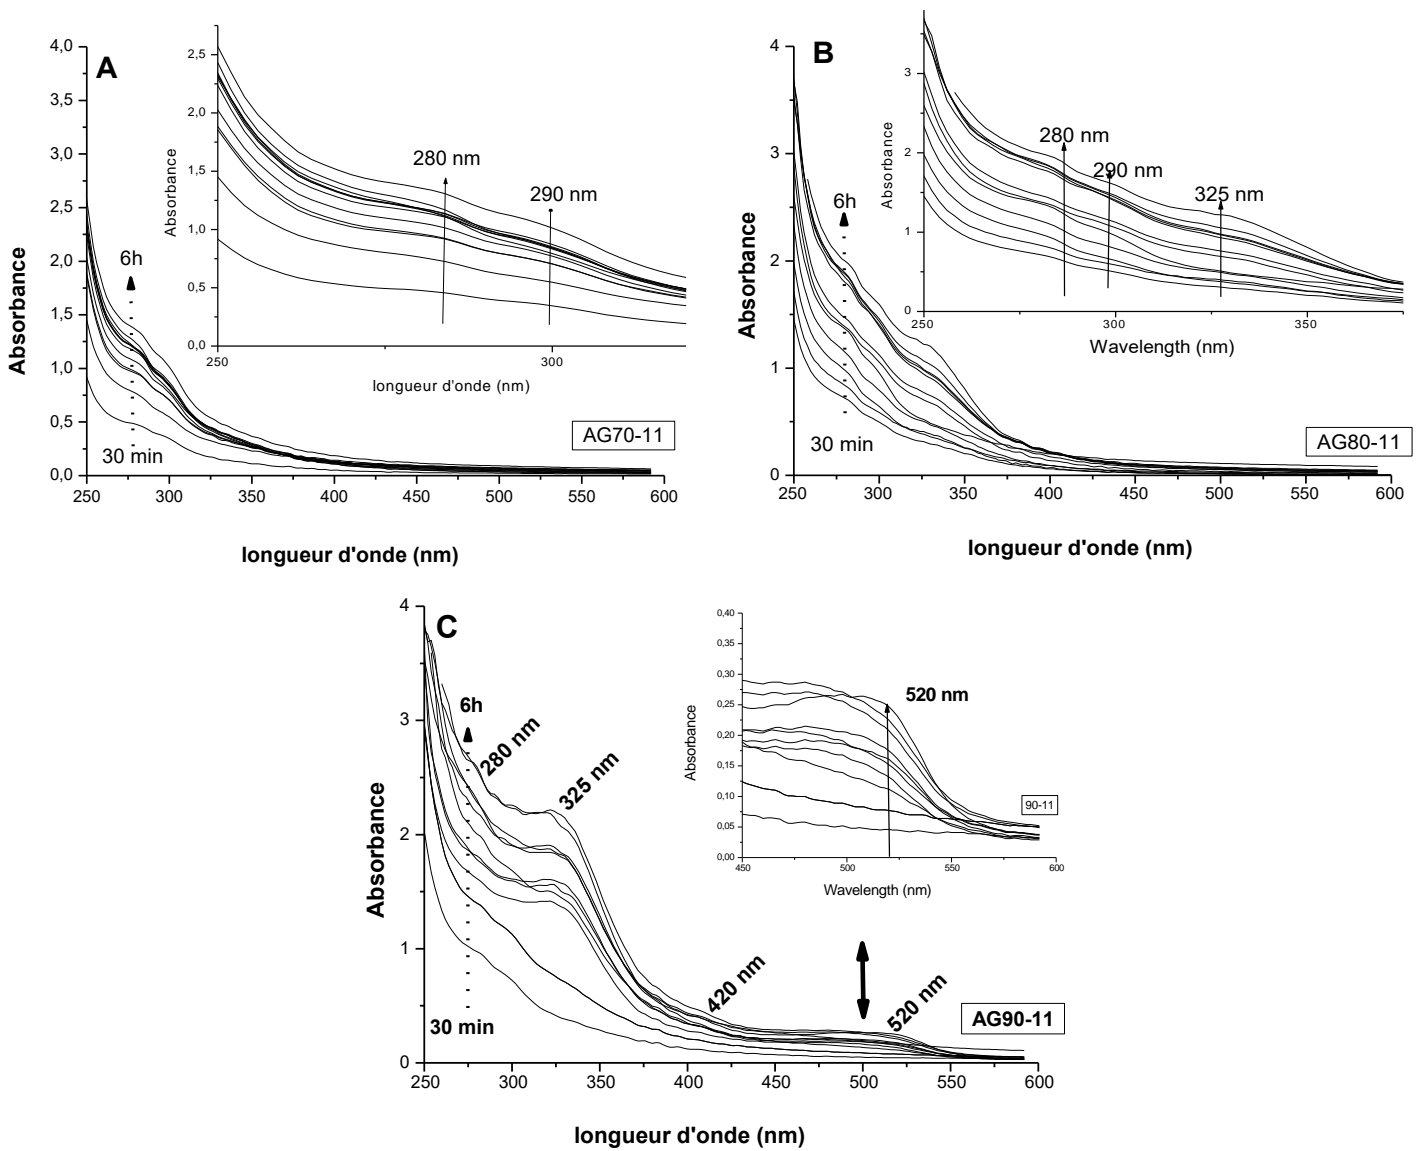 A
4,0
3,5
3,0
2,5
2,0
1,5
1,0
0,5
0,0
250
300
350
400
450
500
550
600
Absorbance
longueur d'onde (nm)
6h
30 min
AG70-11
2,5
2,0
1,5
1,0
0,5
0,0
250
300
Absorbance
longueur d'onde (nm)
280 nm
290 nm
B
4
3
2
1
0
250
300
350
400
450
500
550
600
Absorbance
longueur d'onde (nm)
6h
30 min
AG80-11
3
2
1
0
250
300
350
Absorbance
Wavelength (nm)
280 nm
290 nm
325 nm
C
4
3
2
1
0
250
300
350
400
450
500
550
600
Absorbance
longueur d'onde (nm)
6h
280 nm
325 nm
420 nm
520 nm
30 min
AG90-11
0,40
0,35
0,30
0,25
0,20
0,15
0,10
0,05
0,00
450
500
550
600
Absorbance
Wavelength (nm)
520 nm
90-11